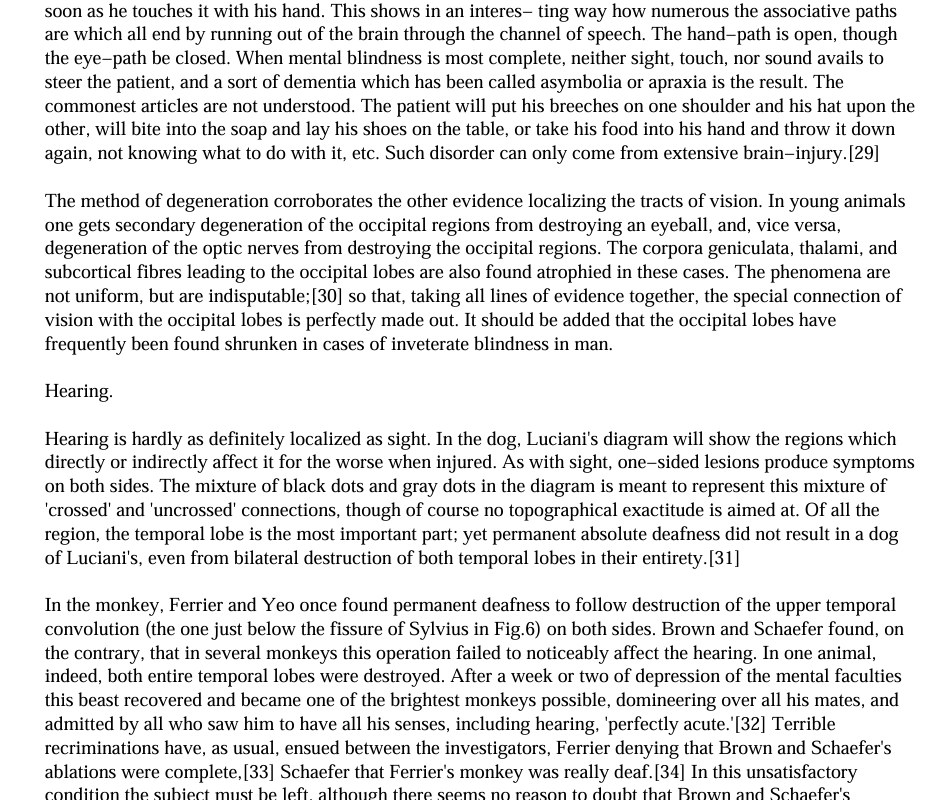 soon as he touches it with his hand. This shows in an interes− ting way how numerous the associative paths
are which all end by running out of the brain through the channel of speech. The hand−path is open, though
the eye−path be closed. When mental blindness is most complete, neither sight, touch, nor sound avails to
steer the patient, and a sort of dementia which has been called asymbolia or apraxia is the result. The
commonest articles are not understood. The patient will put his breeches on one shoulder and his hat upon the
other, will bite into the soap and lay his shoes on the table, or take his food into his hand and throw it down
again, not knowing what to do with it, etc. Such disorder can only come from extensive brain−injury.[29]
The method of degeneration corroborates the other evidence localizing the tracts of vision. In young animals
one gets secondary degeneration of the occipital regions from destroying an eyeball, and, vice versa,
degeneration of the optic nerves from destroying the occipital regions. The corpora geniculata, thalami, and
subcortical fibres leading to the occipital lobes are also found atrophied in these cases. The phenomena are
not uniform, but are indisputable;[30] so that, taking all lines of evidence together, the special connection of
vision with the occipital lobes is perfectly made out. It should be added that the occipital lobes have
frequently been found shrunken in cases of inveterate blindness in man.
Hearing.
Hearing is hardly as definitely localized as sight. In the dog, Luciani's diagram will show the regions which
directly or indirectly affect it for the worse when injured. As with sight, one−sided lesions produce symptoms
on both sides. The mixture of black dots and gray dots in the diagram is meant to represent this mixture of
'crossed' and 'uncrossed' connections, though of course no topographical exactitude is aimed at. Of all the
region, the temporal lobe is the most important part; yet permanent absolute deafness did not result in a dog
of Luciani's, even from bilateral destruction of both temporal lobes in their entirety.[31]
In the monkey, Ferrier and Yeo once found permanent deafness to follow destruction of the upper temporal
convolution (the one just below the fissure of Sylvius in Fig.6) on both sides. Brown and Schaefer found, on
the contrary, that in several monkeys this operation failed to noticeably affect the hearing. In one animal,
indeed, both entire temporal lobes were destroyed. After a week or two of depression of the mental faculties
this beast recovered and became one of the brightest monkeys possible, domineering over all his mates, and
admitted by all who saw him to have all his senses, including hearing, 'perfectly acute.'[32] Terrible
recriminations have, as usual, ensued between the investigators, Ferrier denying that Brown and Schaefer's
ablations were complete,[33] Schaefer that Ferrier's monkey was really deaf.[34] In this unsatisfactory
condition the subject must be left, although there seems no reason to doubt that Brown and Schaefer's